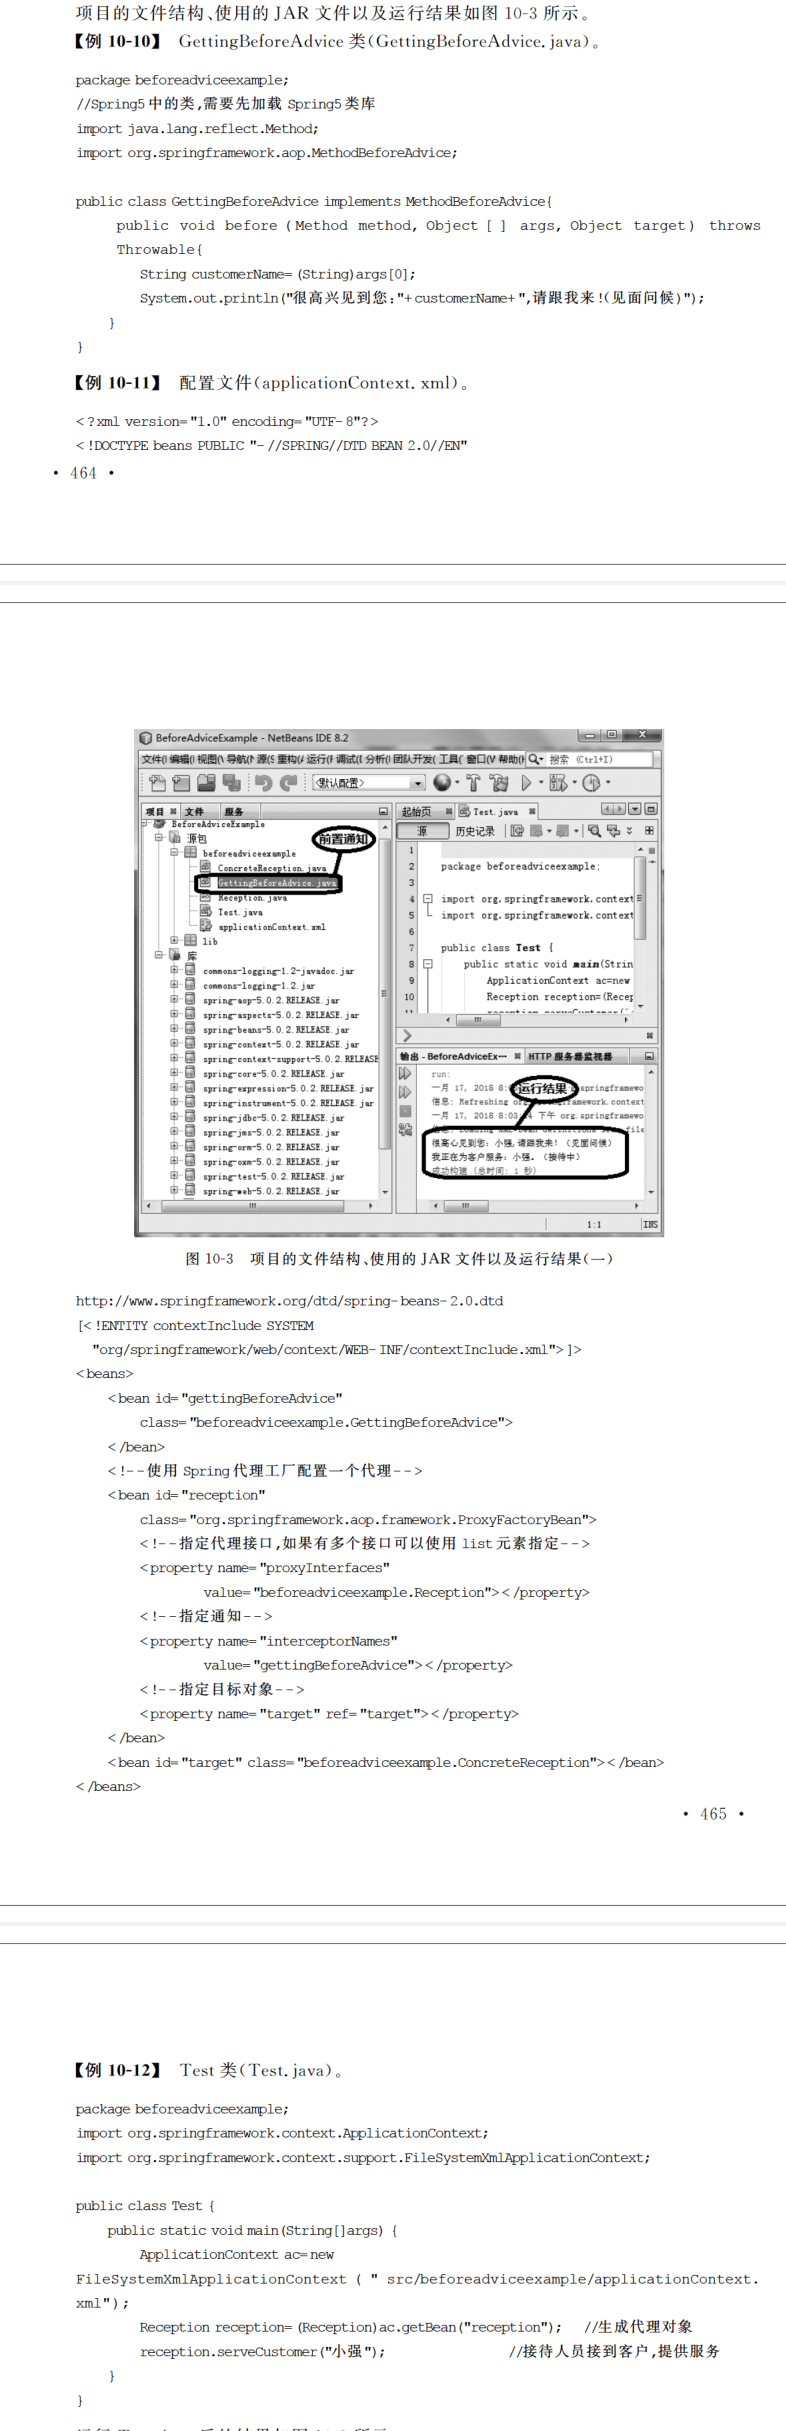 项目的文件结构、使用的 JAR 文件以及运行结果如图 10-3 所示。
【例 10-10】 GettingBeforeAdvice 类(GettingBeforeAdvice.java)。
package beforeadviceexample;
//Spring5 中的类,需要先加载 Spring5 类库
import java.lang.reflect.Method;
import org.springframework.aop.MethodBeforeAdvice;
public class GettingBeforeAdvice implements MethodBeforeAdvice{
public void before (Method method, Object [ ] args, Object target) throws
Throwable{
String customerName= (String)args[0];
System.out.println("很高兴见到您:"+ customerName+ ",请跟我来!(见面问候)");
}
}
【例 10-11】 配置文件(applicationContext.xml)。
<?xml version="1.0" encoding="UTF-8"?>
<!DOCTYPE beans PUBLIC "-//SPRING//DTD BEAN 2.0//EN"
• 464 •
BeforeAdviceExample - NetBeans IDE 8.2
文件(I 编辑(I 视图(\ 导航(I 源(S 重构(/ 运行(I 调试(I 分析(I 团队开发( 工具( 窗口(V 帮助(I 搜索 (Ctrl+I)
<默认配置>
项目 文件 服务
BeforeAdviceExample
源包
beforeadviceexample
ConcreteReception.java
GettingBeforeAdvice.java
Reception.java
Test.java
applicationContext.xml
lib
库
commons-logging-1.2-javadoc.jar
commons-logging-1.2.jar
spring-aop-5.0.2.RELEASE.jar
spring-aspects-5.0.2.RELEASE.jar
spring-beans-5.0.2.RELEASE.jar
spring-context-5.0.2.RELEASE.jar
spring-context-support-5.0.2.RELEASE
spring-core-5.0.2.RELEASE.jar
spring-expression-5.0.2.RELEASE.jar
spring-instrument-5.0.2.RELEASE.jar
spring-jdbc-5.0.2.RELEASE.jar
spring-jms-5.0.2.RELEASE.jar
spring-orm-5.0.2.RELEASE.jar
spring-oxm-5.0.2.RELEASE.jar
spring-test-5.0.2.RELEASE.jar
spring-web-5.0.2.RELEASE.jar
前置通知
起始页 Test.java
源 历史记录
1
2 package beforeadviceexample;
3
4 import org.springframework.context
5 import org.springframework.context
6
7 public class Test {
8 public static void main(Strin
9 ApplicationContext ac=new
10 Reception reception=(Recep
11 reception.serveCustomer("
输出 - BeforeAdviceEx… HTTP 服务器监视器
run:
一月 17, 2018 8: springframewo
运行结果
信息: Refreshing org.springframework.context
一月 17, 2018 8:03: 下午 org.springframewo
很高心见到您: 小强,请跟我来! (见面问候)
我正在为客户服务: 小强. (接待中)
成功构建 (总时间: 1 秒)
1:1 INS
图 10-3 项目的文件结构、使用的 JAR 文件以及运行结果(一)
http://www.springframework.org/dtd/spring-beans-2.0.dtd
[<!ENTITY contextInclude SYSTEM
"org/springframework/web/context/WEB-INF/contextInclude.xml">]>
<beans>
<bean id="gettingBeforeAdvice"
class="beforeadviceexample.GettingBeforeAdvice">
</bean>
<!--使用 Spring 代理工厂配置一个代理-->
<bean id="reception"
class="org.springframework.aop.framework.ProxyFactoryBean">
<!--指定代理接口,如果有多个接口可以使用 list 元素指定-->
<property name="proxyInterfaces"
value="beforeadviceexample.Reception"></property>
<!--指定通知-->
<property name="interceptorNames"
value="gettingBeforeAdvice"></property>
<!--指定目标对象-->
<property name="target" ref="target"></property>
</bean>
<bean id="target" class="beforeadviceexample.ConcreteReception"></bean>
</beans>
• 465 •
【例 10-12】 Test 类(Test.java)。
package beforeadviceexample;
import org.springframework.context.ApplicationContext;
import org.springframework.context.support.FileSystemXmlApplicationContext;
public class Test {
public static void main(String[]args) {
ApplicationContext ac=new
FileSystemXmlApplicationContext ( " src/beforeadviceexample/applicationContext.
xml");
Reception reception= (Reception)ac.getBean("reception"); //生成代理对象
reception.serveCustomer("小强"); //接待人员接到客户,提供服务
}
}